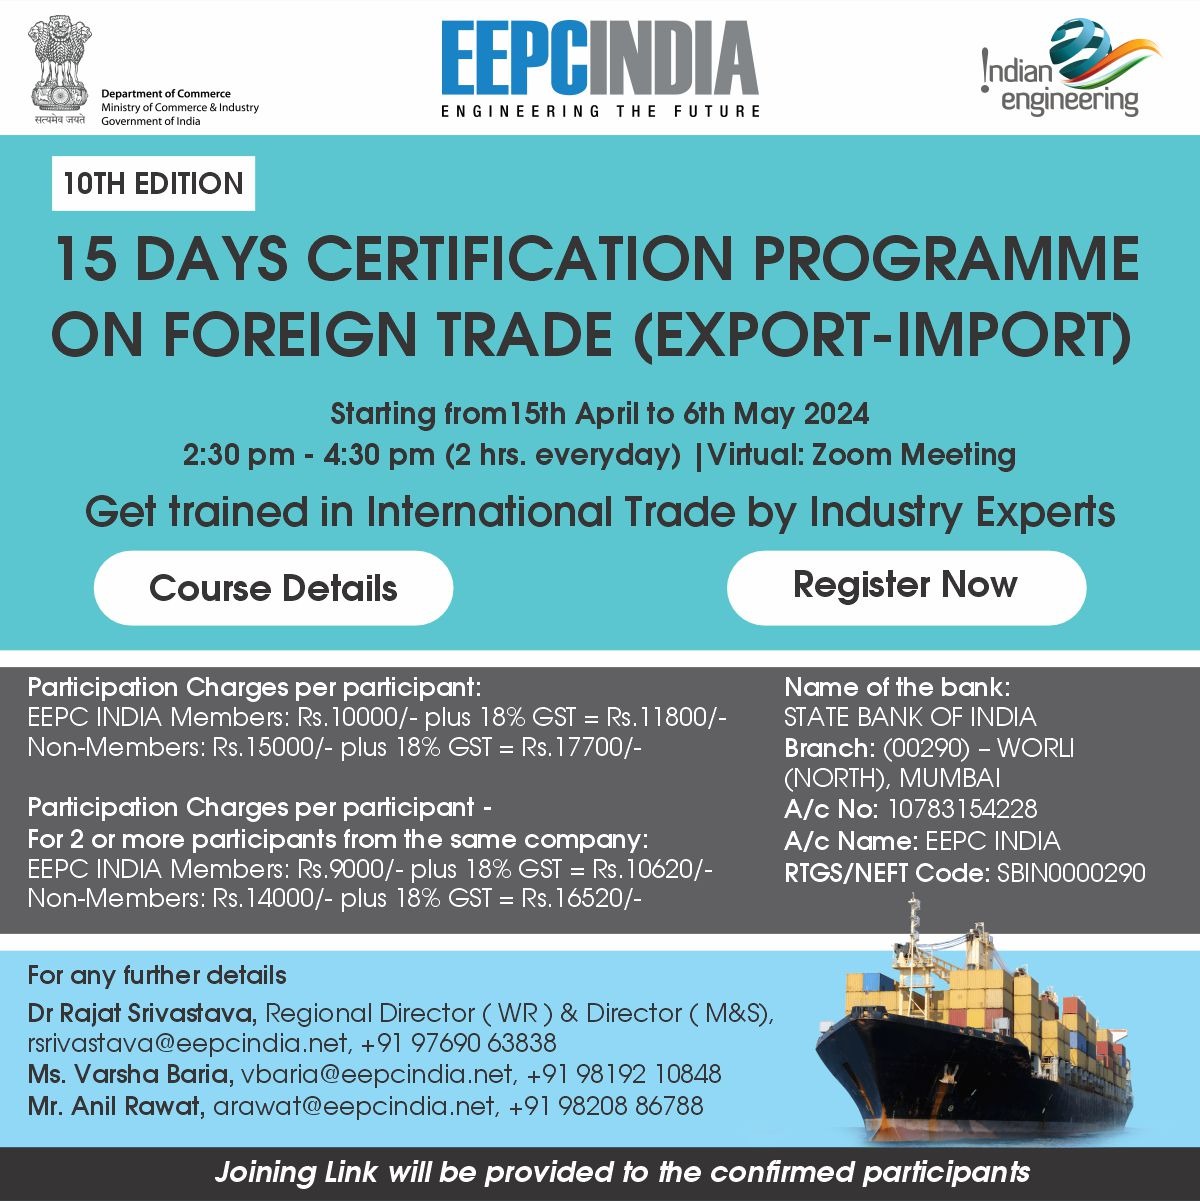 सत्यमेव जयते
Department of Commerce
Ministry of Commerce & Industry
Government of India
EEPCINDIA
ENGINEERING THE FUTURE
Indian
engineering
10TH EDITION
15 DAYS CERTIFICATION PROGRAMME
ON FOREIGN TRADE (EXPORT-IMPORT)
Starting from15th April to 6th May 2024
2:30 pm - 4:30 pm (2 hrs. everyday) |Virtual: Zoom Meeting
Get trained in International Trade by Industry Experts
Course Details
Register Now
Participation Charges per participant:
EEPC INDIA Members: Rs.10000/- plus 18% GST = Rs.11800/-
Non-Members: Rs.15000/- plus 18% GST = Rs.17700/-
Participation Charges per participant -
For 2 or more participants from the same company:
EEPC INDIA Members: Rs.9000/- plus 18% GST = Rs.10620/-
Non-Members: Rs.14000/- plus 18% GST = Rs.16520/-
Name of the bank:
STATE BANK OF INDIA
Branch: (00290) – WORLI
(NORTH), MUMBAI
A/c No: 10783154228
A/c Name: EEPC INDIA
RTGS/NEFT Code: SBIN0000290
For any further details
Dr Rajat Srivastava, Regional Director ( WR ) & Director ( M&S),
rsrivastava@eepcindia.net, +91 97690 63838
Ms. Varsha Baria, vbaria@eepcindia.net, +91 98192 10848
Mr. Anil Rawat, arawat@eepcindia.net, +91 98208 86788
Joining Link will be provided to the confirmed participants